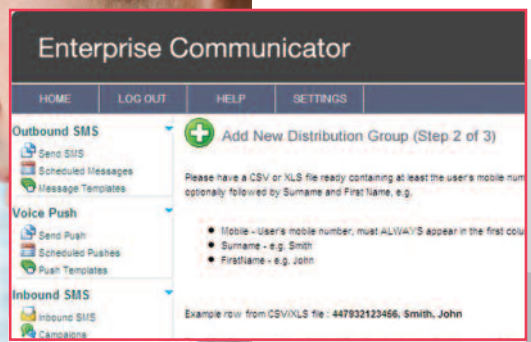 Enterprise Communicator
HOME LOG OUT HELP SETTINGS
Outbound SMS
Send SMS
Scheduled Messages
Message Templates
Voice Push
Send Push
Scheduled Pushes
Push Templates
Inbound SMS
Inbound SMS
Campaigns
Add New Distribution Group (Step 2 of 3)
Please have a CSV or XLS file ready containing at least the user's mobile num
optionally followed by Surname and First Name, e.g.
Mobile - User's mobile number, must ALWAYS appear in the first colu
Surname - e.g. Smith
FirstName - e.g. John
Example row from CSV/XLS file : 447932123456, Smith, John